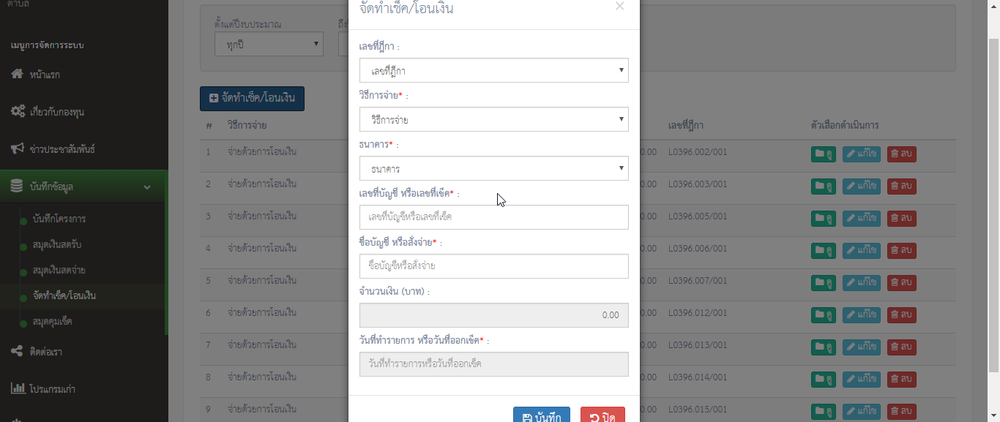 ตำบล
เมนูการจัดการระบบ
หน้าแรก
เกี่ยวกับกองทุน
ข่าวประชาสัมพันธ์
บันทึกข้อมูล
บันทึกโครงการ
สมุดเงินสดรับ
สมุดเงินสดจ่าย
จัดทำเช็ค/โอนเงิน
สมุดคุมเช็ค
ติดต่อเรา
โปรแกรมเก่า
ตั้งแต่ปีงบประมาณ
ทุกปี
จัดทำเช็ค/โอนเงิน
# วิธีการจ่าย เลขที่ฎีกา ตัวเลือกดำเนินการ
1 จ่ายด้วยการโอนเงิน 0.00 L0396.002/001 ดู แก้ไข ลบ
2 จ่ายด้วยการโอนเงิน 0.00 L0396.003/001 ดู แก้ไข ลบ
3 จ่ายด้วยการโอนเงิน 0.00 L0396.005/001 ดู แก้ไข ลบ
4 จ่ายด้วยการโอนเงิน 0.00 L0396.006/001 ดู แก้ไข ลบ
5 จ่ายด้วยการโอนเงิน 0.00 L0396.007/001 ดู แก้ไข ลบ
6 จ่ายด้วยการโอนเงิน 0.00 L0396.012/001 ดู แก้ไข ลบ
7 จ่ายด้วยการโอนเงิน 0.00 L0396.013/001 ดู แก้ไข ลบ
8 จ่ายด้วยการโอนเงิน 0.00 L0396.014/001 ดู แก้ไข ลบ
9 จ่ายด้วยการโอนเงิน 0.00 L0396.015/001 ดู แก้ไข ลบ
จัดทำเช็ค/โอนเงิน ×
เลขที่ฎีกา :
เลขที่ฎีกา
วิธีการจ่าย* :
วิธีการจ่าย
ธนาคาร* :
ธนาคาร
เลขที่บัญชี หรือเลขที่เช็ค* :
เลขที่บัญชีหรือเลขที่เช็ค
ชื่อบัญชี หรือสั่งจ่าย* :
ชื่อบัญชีหรือสั่งจ่าย
จำนวนเงิน (บาท) :
0.00
วันที่ทำรายการ หรือวันที่ออกเช็ค* :
วันที่ทำรายการหรือวันที่ออกเช็ค
บันทึก ปิด